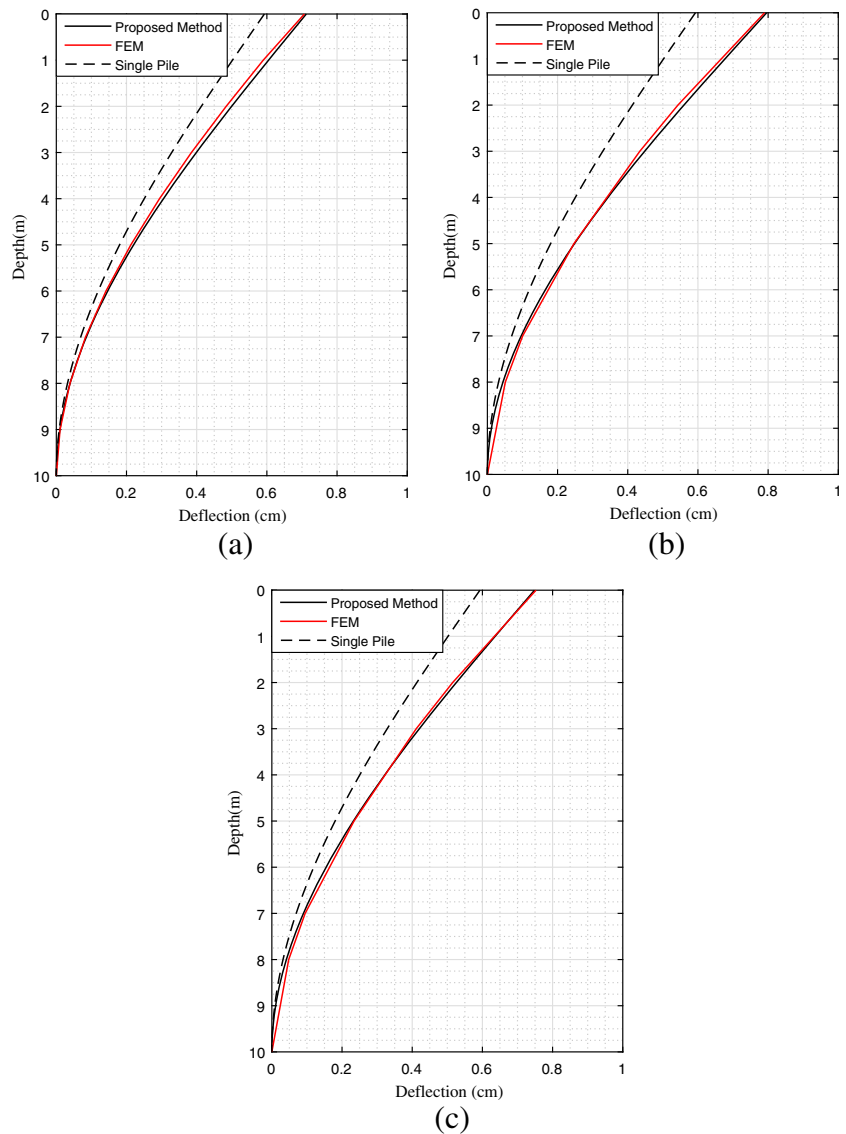 0
1
2
3
4
5
6
7
8
9
10
Depth(m)
Proposed Method
FEM
Single Pile
0 0.2 0.4 0.6 0.8 1
Deflection (cm)
(a)
0
1
2
3
4
5
6
7
8
9
10
Depth(m)
Proposed Method
FEM
Single Pile
0 0.2 0.4 0.6 0.8 1
Deflection (cm)
(b)
0
1
2
3
4
5
6
7
8
9
10
Depth(m)
Proposed Method
FEM
Single Pile
0 0.2 0.4 0.6 0.8 1
Deflection (cm)
(c)